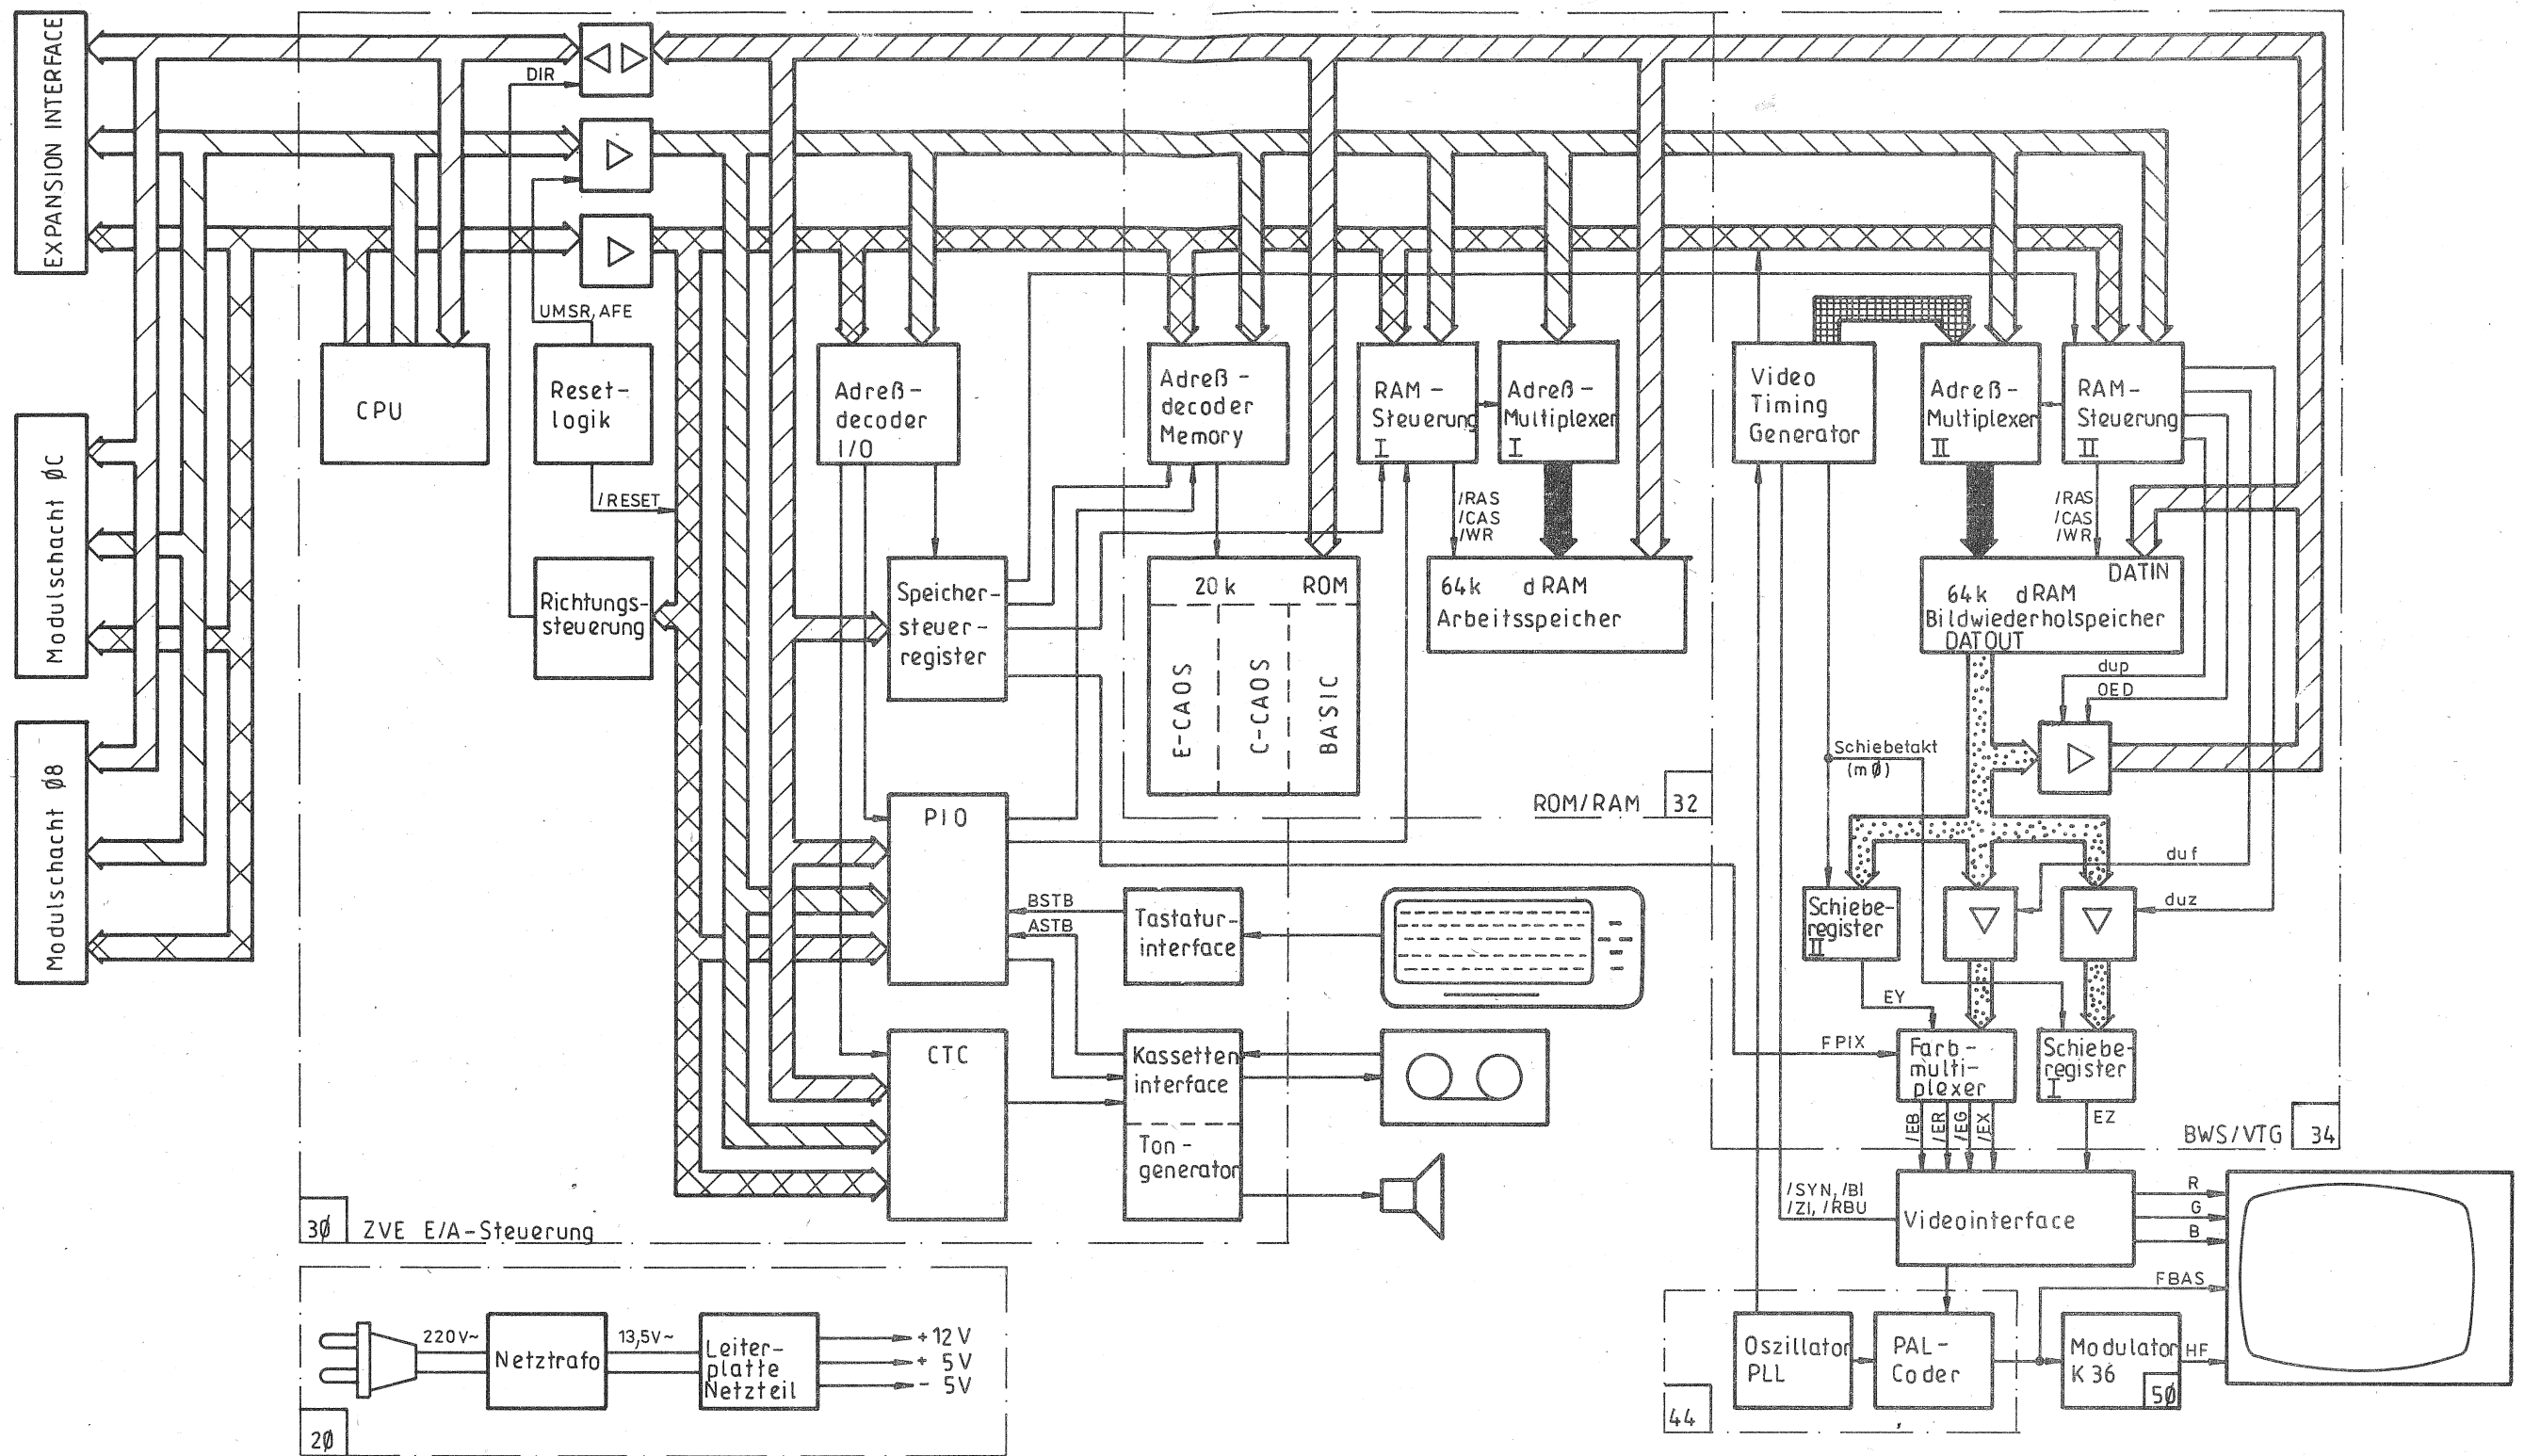 EXPANSION INTERFACE
Modulschacht ØC
Modulschacht Ø8
DIR
UMSR, AFE
CPU
Reset-
logik
/RESET
Richtungs-
steuerung
Adreß-
decoder
I/O
Speicher-
steuer-
register
PIO
CTC
BSTB
ASTB
Tastatur-
interface
Kassetten
interface
Ton-
generator
3Ø
ZVE E/A-Steuerung
Adreß-
decoder
Memory
RAM-
Steuerung
I
Adreß-
Multiplexer
I
/RAS
/CAS
/WR
20k ROM
E-CAOS
C-CAOS
BASIC
64k dRAM
Arbeitsspeicher
ROM/RAM
32
Video
Timing
Generator
Adreß-
Multiplexer
II
RAM-
Steuerung
II
/RAS
/CAS
/WR
DATIN
64k dRAM
Bildwiederholspeicher
DATOUT
dup
OED
Schiebetakt
(mØ)
duf
duz
Schiebe-
register
II
EY
FPIX
Farb-
multi-
plexer
Schiebe-
register
I
/EB
/ER
/EG
/EX
EZ
BWS/VTG
34
/SYN, /BI
/ZI, /RBU
Videointerface
R
G
B
FBAS
HF
Oszillator
PLL
PAL-
Coder
Modulator
K 36
5Ø
44
220V~
Netztrafo
13,5V~
Leiter-
platte
Netzteil
+12V
+ 5V
- 5V
2Ø